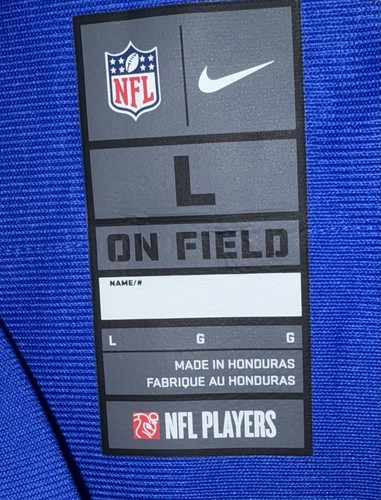 NFL
L
ON FIELD
NAME/#
L G G
MADE IN HONDURAS
FABRIQUE AU HONDURAS
NFL PLAYERS